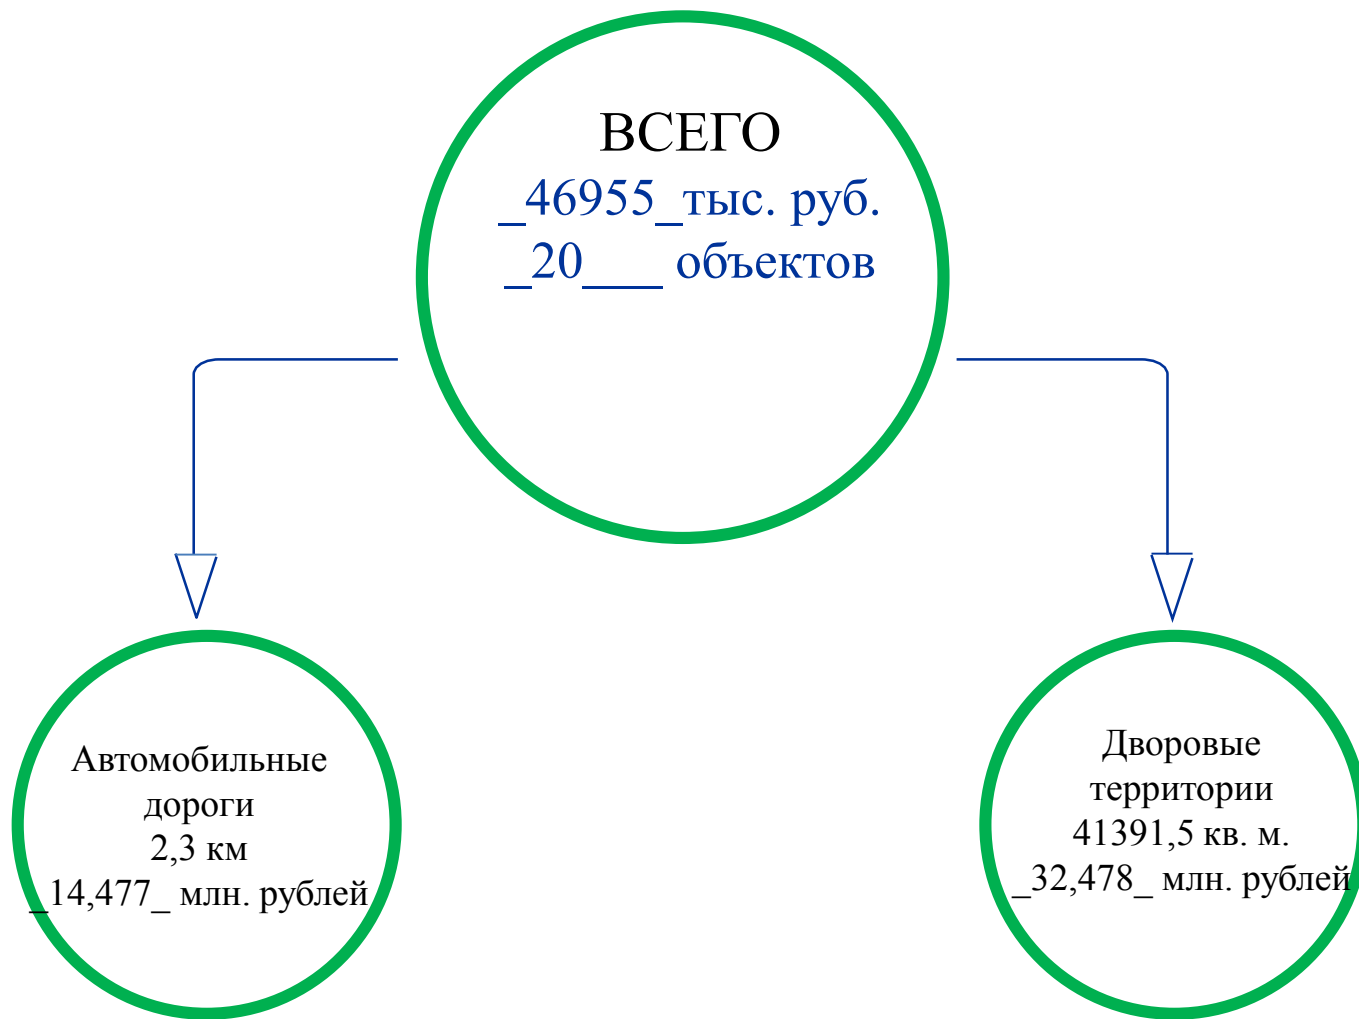 ВСЕГО
_46955_тыс. руб.
_20___ объектов
Автомобильные
дороги
2,3 км
_14,477_ млн. рублей
Дворовые
территории
41391,5 кв. м.
_32,478_ млн. рублей